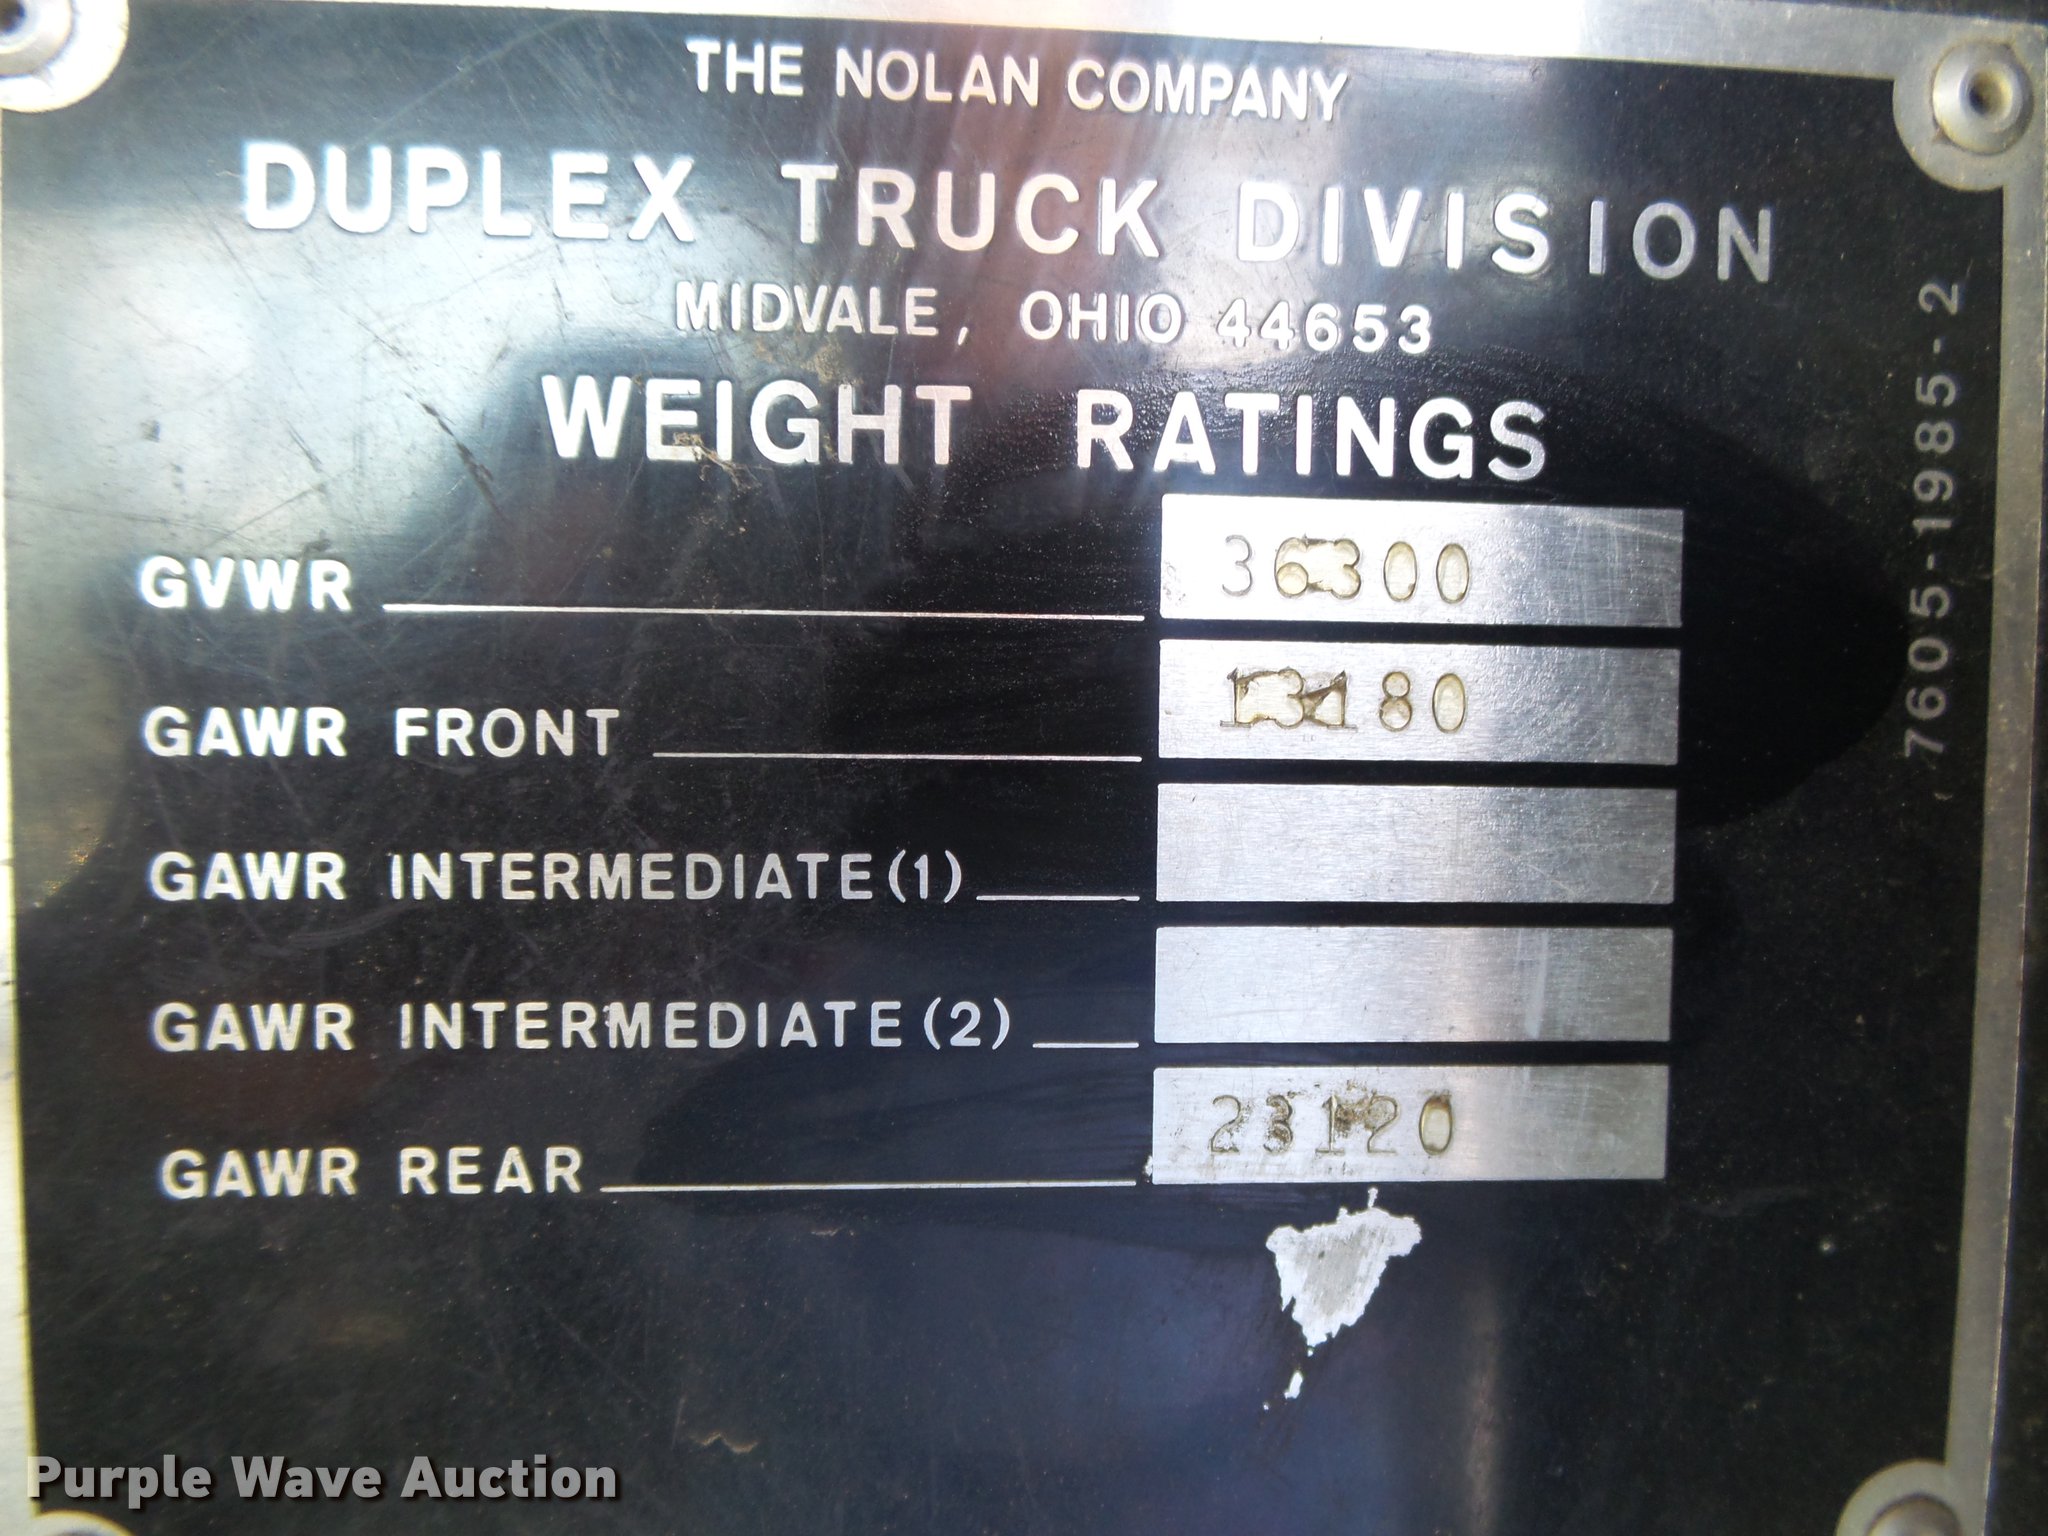 THE NOLAN COMPANY
DUPLEX TRUCK DIVISION
MIDVALE, OHIO 44653
WEIGHT RATINGS
GVWR 36300
GAWR FRONT 13180
GAWR INTERMEDIATE(1)
GAWR INTERMEDIATE(2)
GAWR REAR 23120
7605-1985-2
Purple Wave Auction